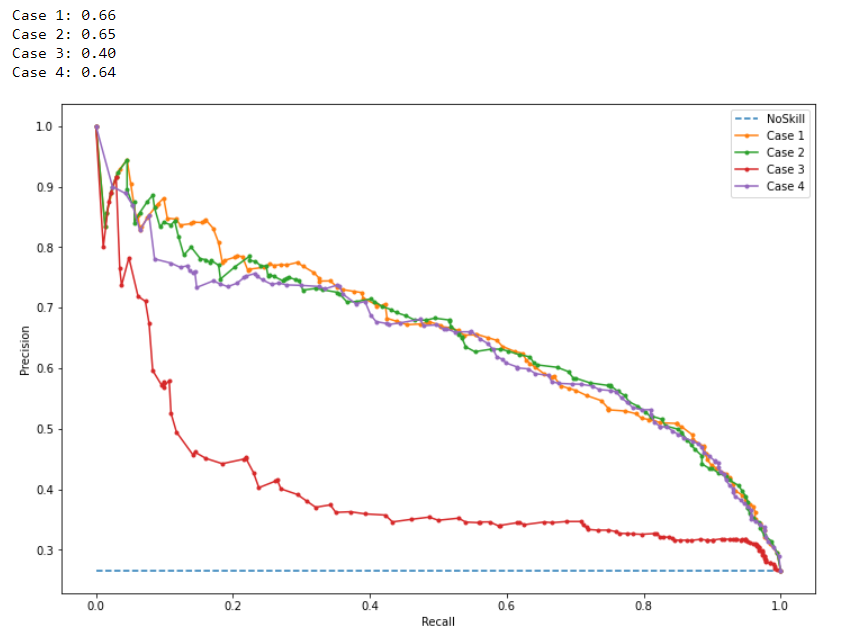 Case 1: 0.66
Case 2: 0.65
Case 3: 0.40
Case 4: 0.64
NoSkill
Case 1
Case 2
Case 3
Case 4
1.0
0.9
0.8
0.7
0.6
0.5
0.4
0.3
Precision
0.0 0.2 0.4 0.6 0.8 1.0
Recall